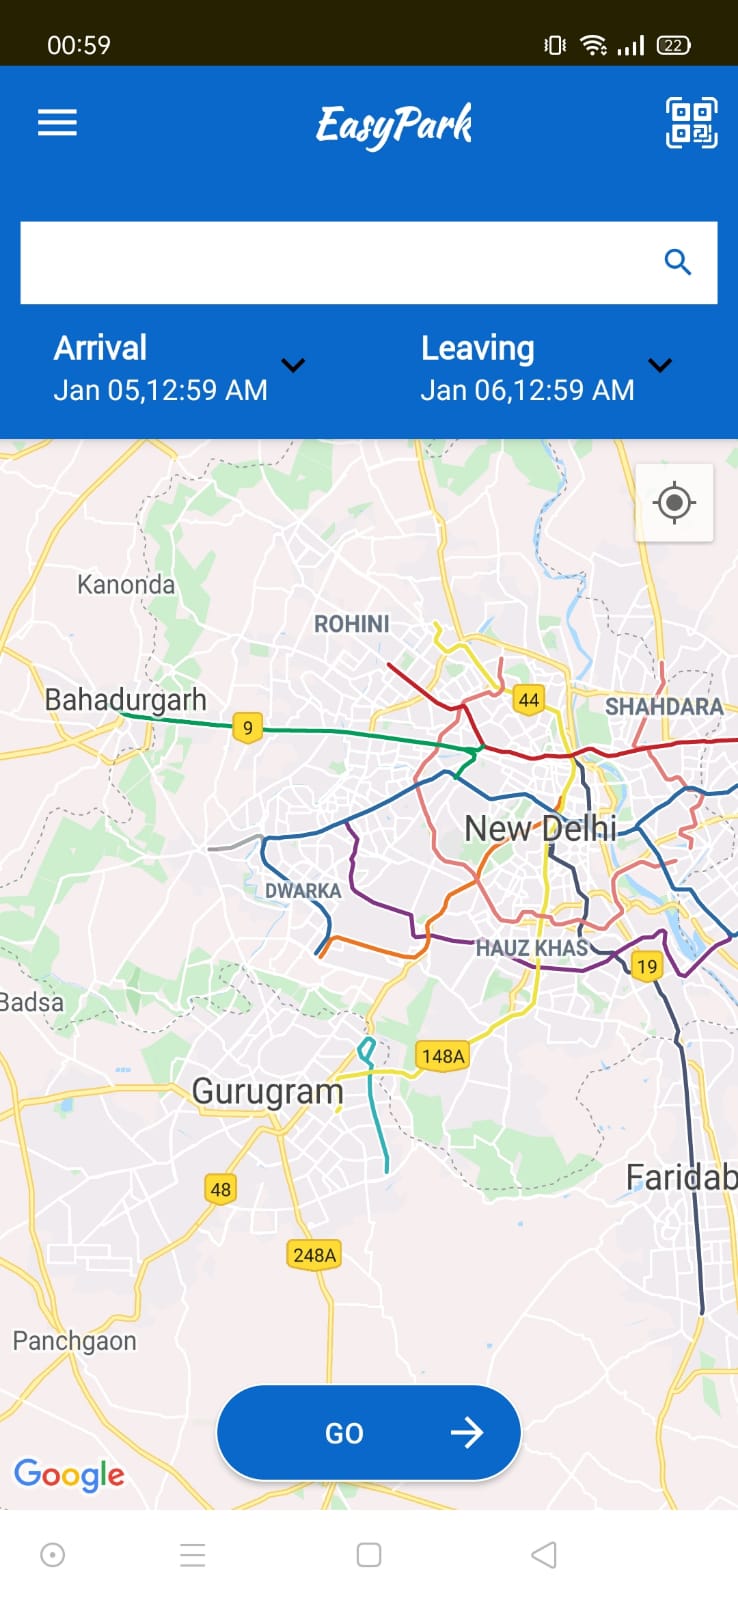 00:59
22
EasyPark
Arrival
Leaving
Jan 05,12:59 AM
Jan 06,12:59 AM
Kanonda
ROHINI
Bahadurgarh
44
SHAHDARA
9
New Delhi
DWARKA
HAUZ KHAS
19
Badsa
148A
Gurugram
Faridab
48
248A
Panchgaon
GO
Google